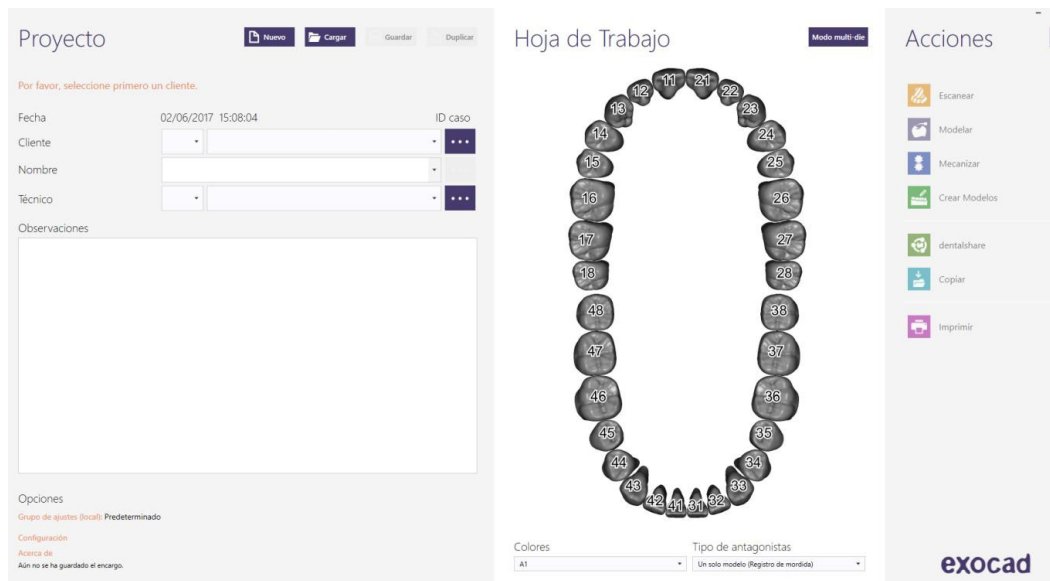 Proyecto
Nuevo Cargar Guardar Duplicar
Por favor, seleccione primero un cliente.
Fecha 02/06/2017 15:08:04 ID caso
Cliente
Nombre
Técnico
Observaciones
Opciones
Grupo de ajustes (local): Predeterminado
Configuración
Acerca de
Aún no se ha guardado el encargo.
Hoja de Trabajo
Modo multi-die
11 21
12 22
13 23
14 24
15 25
16 26
17 27
18 28
48 38
47 37
46 36
45 35
44 34
43 33
42 41 31 32
Colores Tipo de antagonistas
A1 Un solo modelo (Registro de mordida)
Acciones
Escanear
Modelar
Mecanizar
Crear Modelos
dentalshare
Copiar
Imprimir
exocad